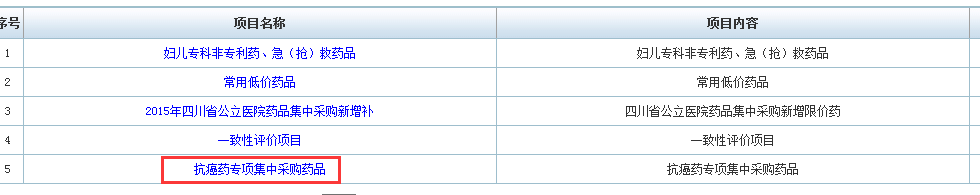 序号 项目名称 项目内容
1 妇儿专科非专利药、急（抢）救药品 妇儿专科非专利药、急（抢）救药品
2 常用低价药品 常用低价药品
3 2015年四川省公立医院药品集中采购新增补 四川省公立医院药品集中采购新增限价药
4 一致性评价项目 一致性评价项目
5 抗癌药专项集中采购药品 抗癌药专项集中采购药品